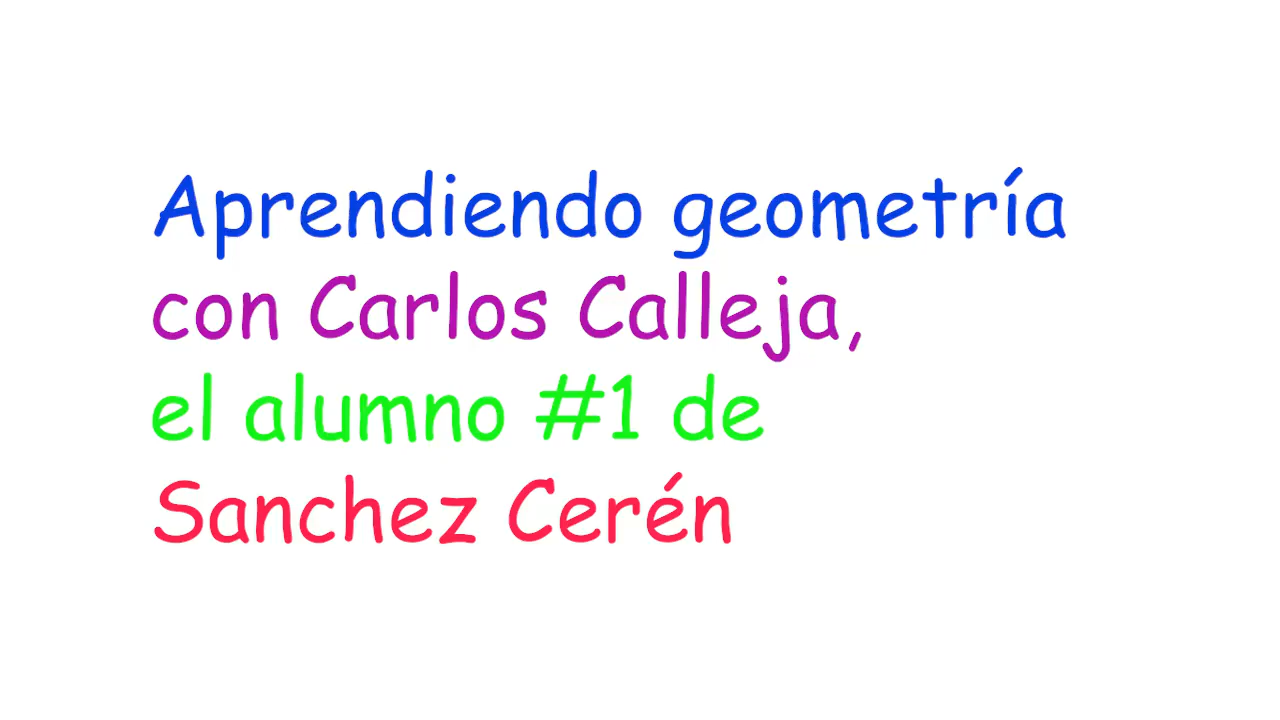 Aprendiendo geometría
con Carlos Calleja,
el alumno #1 de
Sanchez Cerén